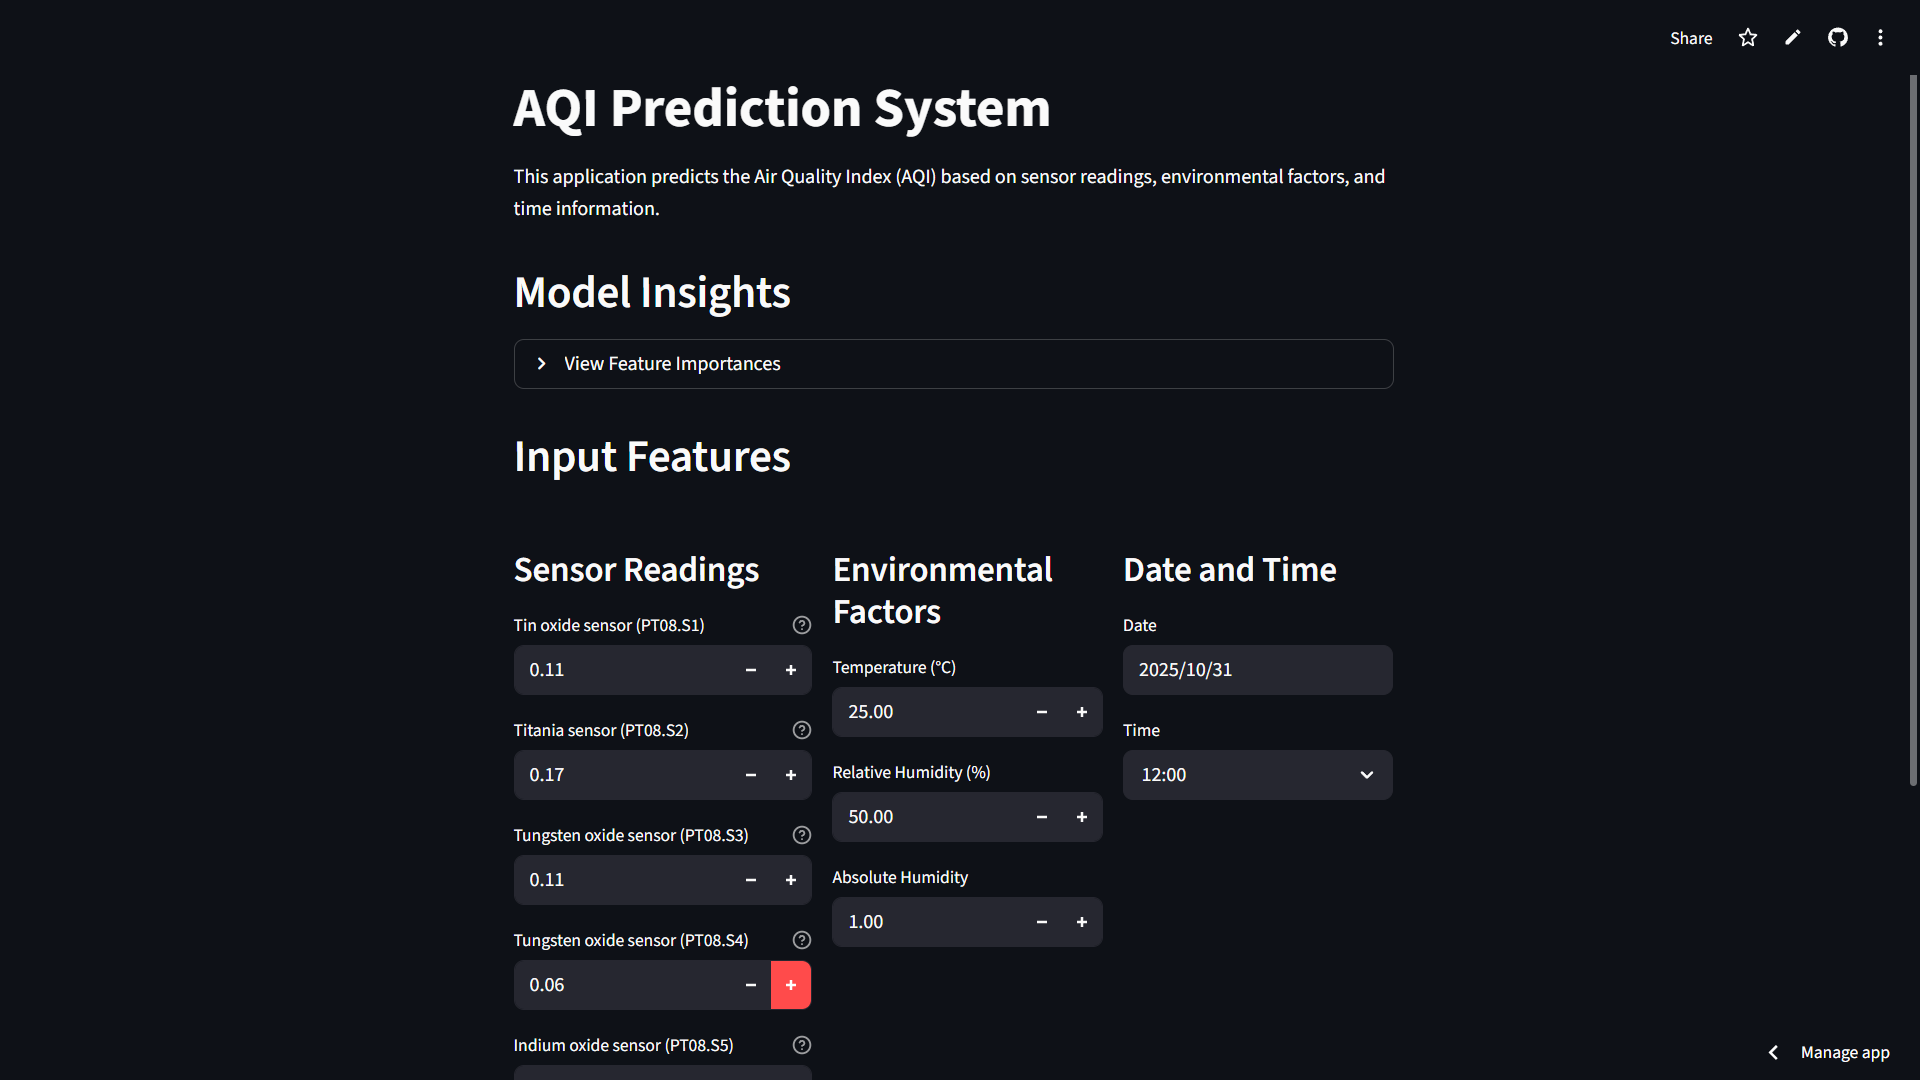 Share
AQI Prediction System
This application predicts the Air Quality Index (AQI) based on sensor readings, environmental factors, and
time information.
Model Insights
View Feature Importances
Input Features
Sensor Readings
Tin oxide sensor (PT08.S1)
0.11
Titania sensor (PT08.S2)
0.17
Tungsten oxide sensor (PT08.S3)
0.11
Tungsten oxide sensor (PT08.S4)
0.06
Indium oxide sensor (PT08.S5)
Environmental
Factors
Temperature (°C)
25.00
Relative Humidity (%)
50.00
Absolute Humidity
1.00
Date and Time
Date
2025/10/31
Time
12:00
Manage app